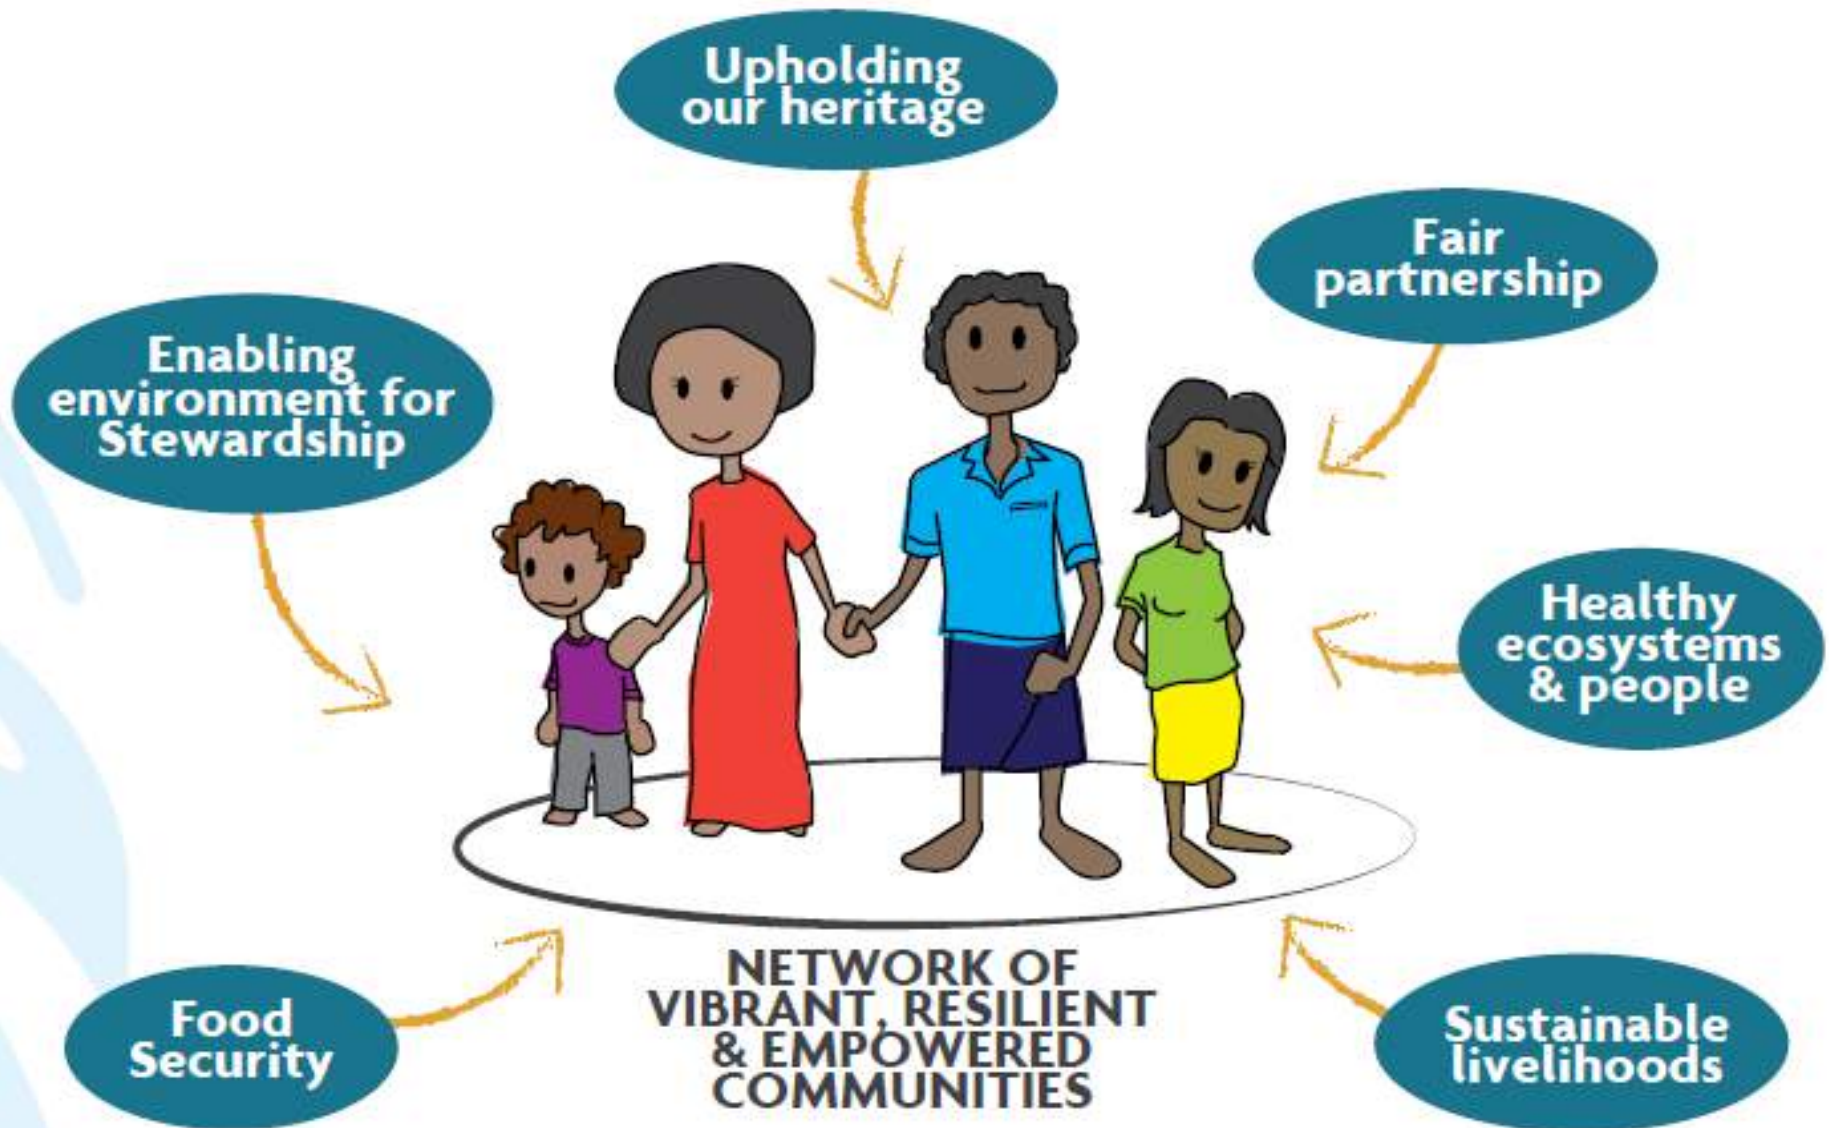 Upholding
our heritage
Fair
partnership
Enabling
environment for
Stewardship
Healthy
ecosystems
& people
Food
Security
NETWORK OF
VIBRANT, RESILIENT
& EMPOWERED
COMMUNITIES
Sustainable
livelihoods